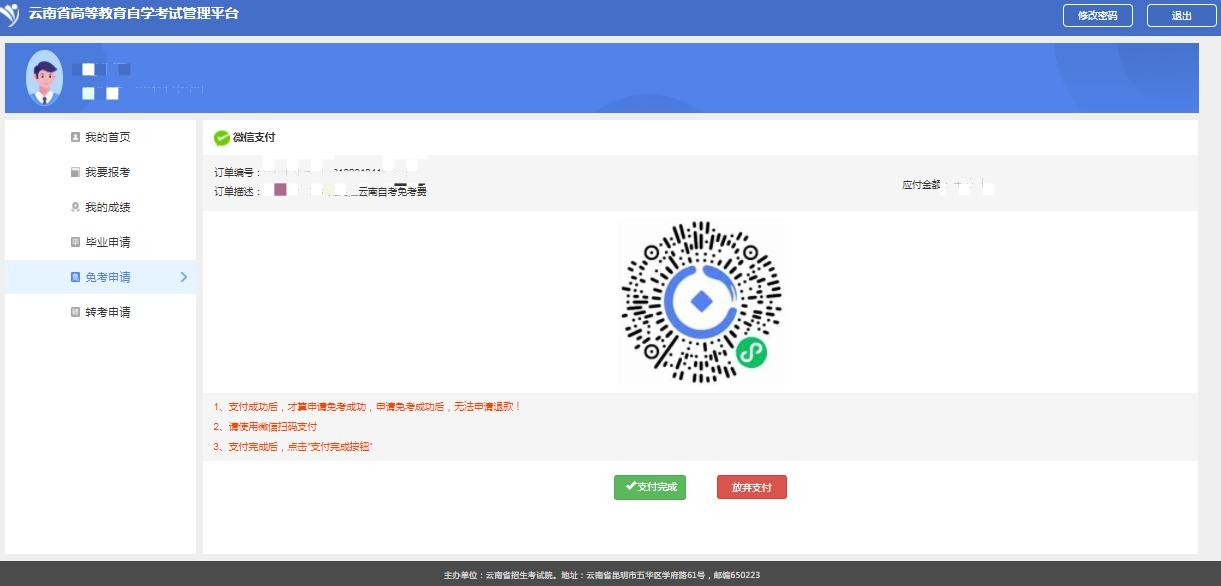 云南省高等教育自学考试管理平台
修改密码
退出
我的首页
我要报考
我的成绩
毕业申请
免考申请
转考申请
微信支付
订单编号：
订单描述：云南自考免考费
应付金额
1、支付成功后，才算申请免考成功，申请免考成功后，无法申请退款！
2、请使用微信扫码支付
3、支付完成后，点击“支付完成按钮”
支付完成
放弃支付
主办单位：云南省招生考试院。地址：云南省昆明市五华区学府路61号，邮编650223